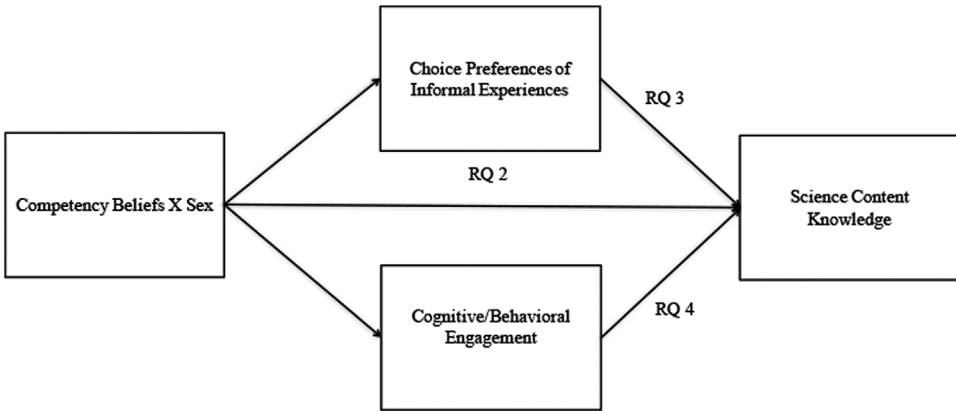 Choice Preferences of
Informal Experiences
RQ 3
RQ 2
Competency Beliefs X Sex
Science Content
Knowledge
Cognitive/Behavioral
Engagement
RQ 4